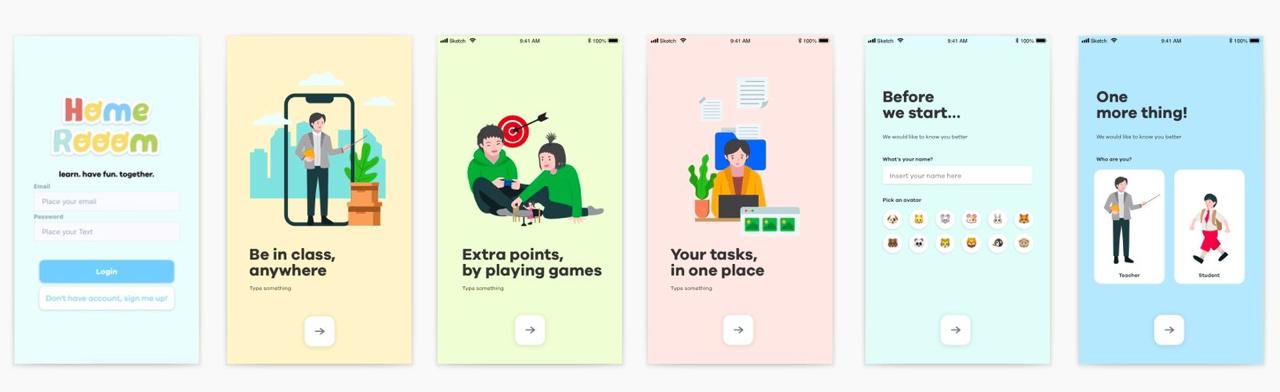 Home
Rooom
learn. have fun. together.
Email
Place your email
Password
Place your Text
Login
Don't have account, sign me up!
Be in class,
anywhere
Type something
Sketch 9:41 AM 100%
Extra points,
by playing games
Type something
Sketch 9:41 AM 100%
Your tasks,
in one place
Type something
Sketch 9:41 AM 100%
Before
we start...
We would like to know you better
What's your name?
Insert your name here
Pick an avatar
Sketch 9:41 AM 100%
One
more thing!
We would like to know you better
Who are you?
Teacher
Student